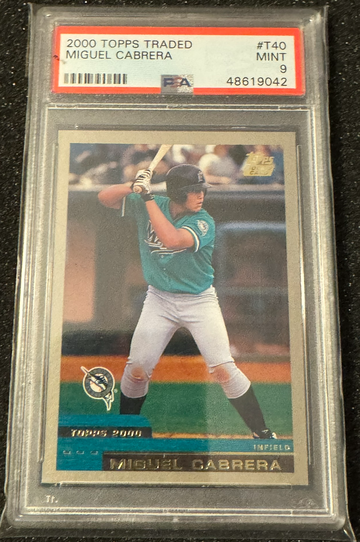 2000 TOPPS TRADED #T40
MIGUEL CABRERA MINT
9
PSA 48619042
TOPPS 2000
INFIELD
MIGUEL CABRERA